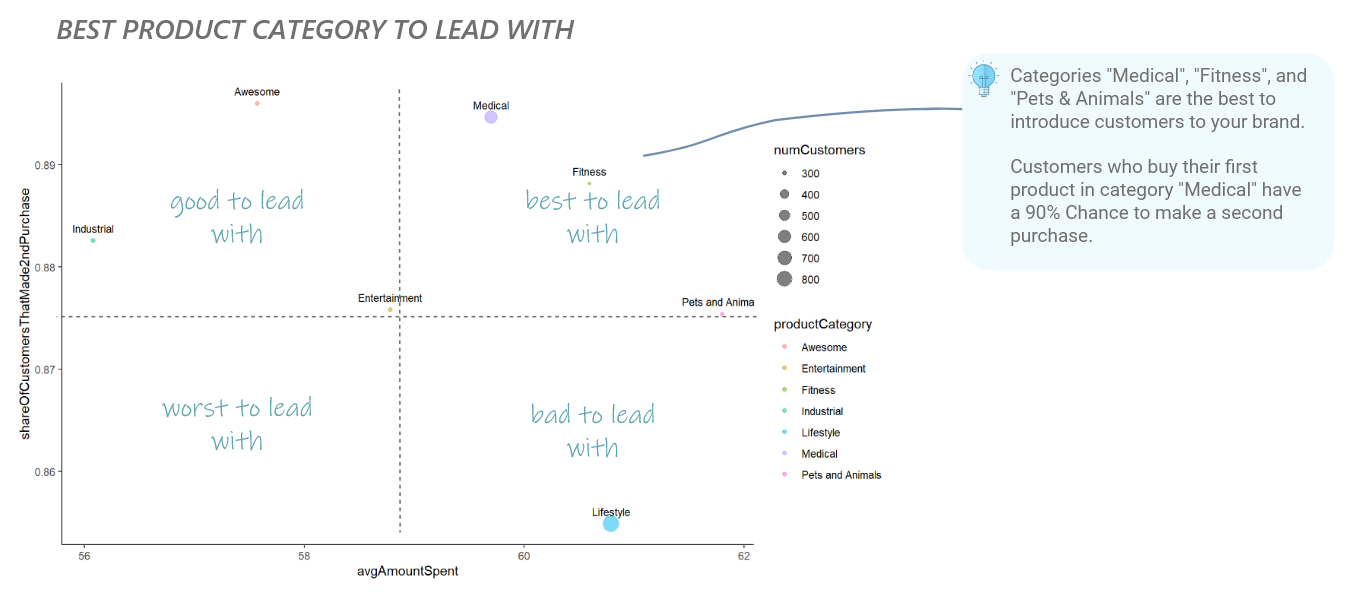 BEST PRODUCT CATEGORY TO LEAD WITH
Categories "Medical", "Fitness", and
"Pets & Animals" are the best to
introduce customers to your brand.
Customers who buy their first
product in category "Medical" have
a 90% Chance to make a second
purchase.
shareOfCustomersThatMade2ndPurchase
0.89
0.88
0.87
0.86
Awesome
Medical
Fitness
good to lead
with
best to lead
with
Industrial
Entertainment
Pets and Anima
worst to lead
with
bad to lead
with
Lifestyle
56
58
60
62
avgAmountSpent
numCustomers
300
400
500
600
700
800
productCategory
Awesome
Entertainment
Fitness
Industrial
Lifestyle
Medical
Pets and Animals